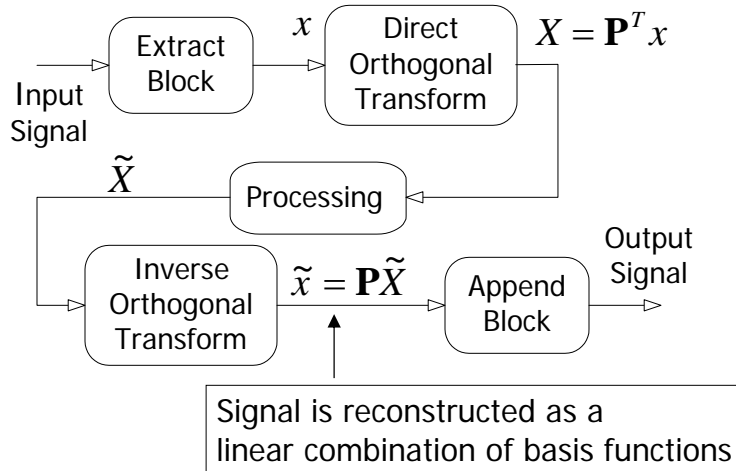 Extract
Block
x
Direct
Orthogonal
Transform
X = P^T x
Input
Signal
X̃
Processing
Inverse
Orthogonal
Transform
x̃ = PX̃
Append
Block
Output
Signal
Signal is reconstructed as a
linear combination of basis functions